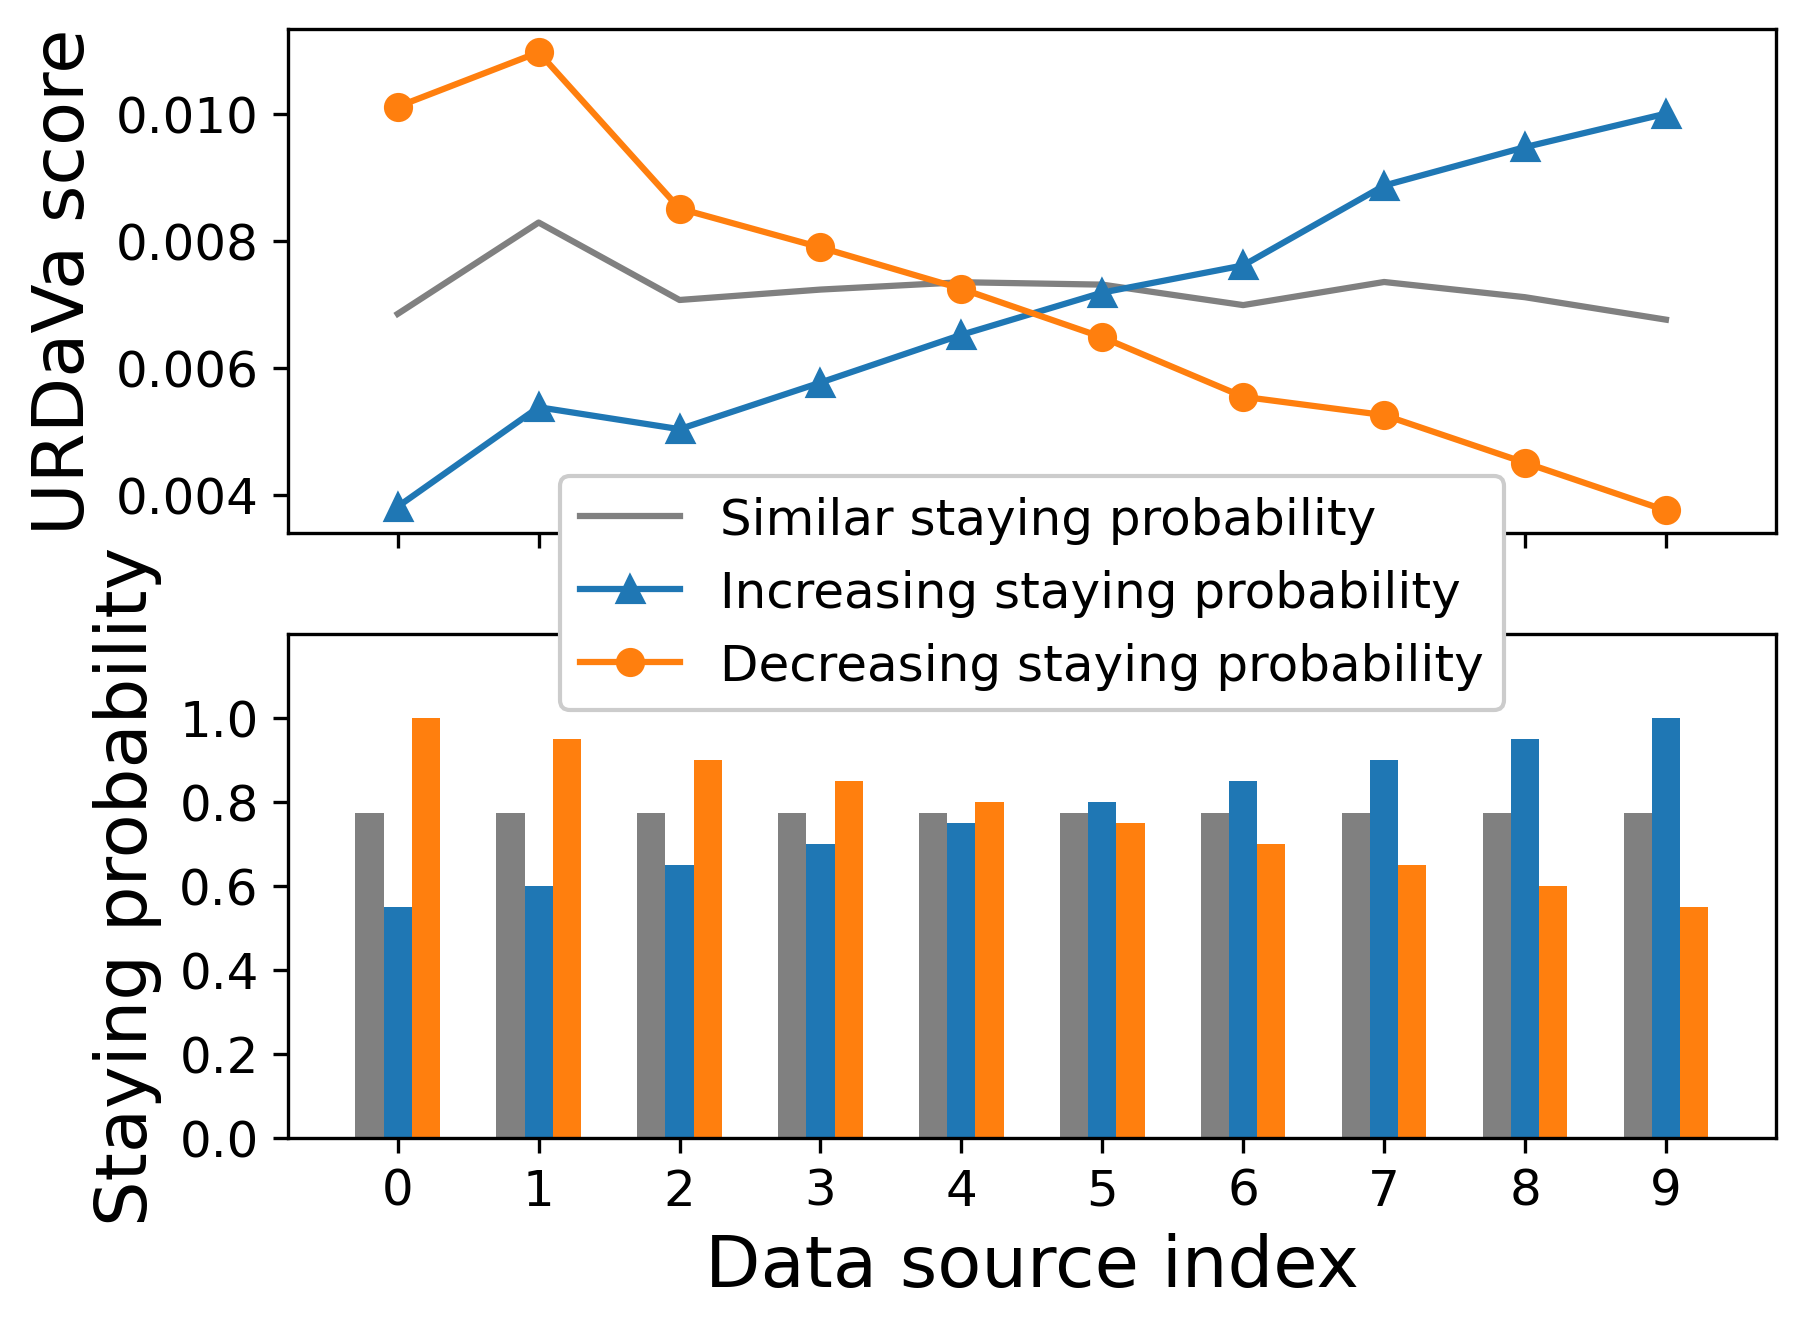 URDaVa score
0.010
0.008
0.006
0.004
Similar staying probability
Increasing staying probability
Decreasing staying probability
Staying probability
1.0
0.8
0.6
0.4
0.2
0.0
0 1 2 3 4 5 6 7 8 9
Data source index